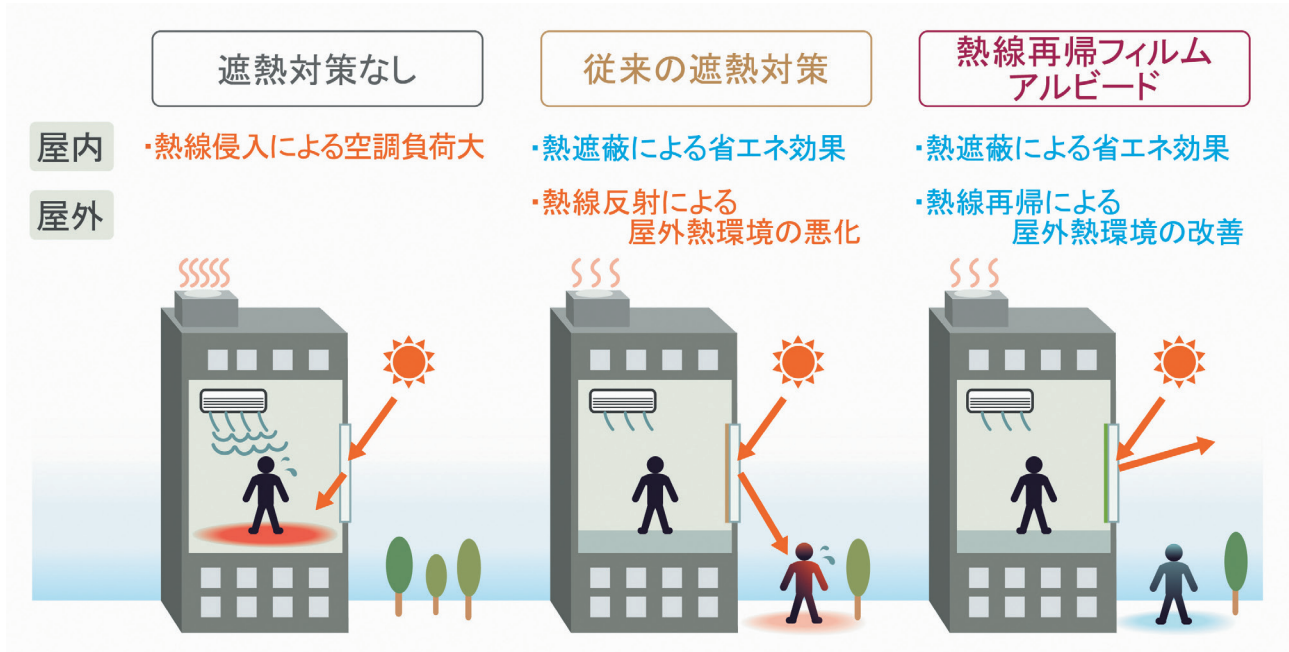 遮熱対策なし
従来の遮熱対策
熱線再帰フィルム
アルビード
屋内
・熱線侵入による空調負荷大
・熱遮蔽による省エネ効果
・熱遮蔽による省エネ効果
屋外
・熱線反射による
屋外熱環境の悪化
・熱線再帰による
屋外熱環境の改善